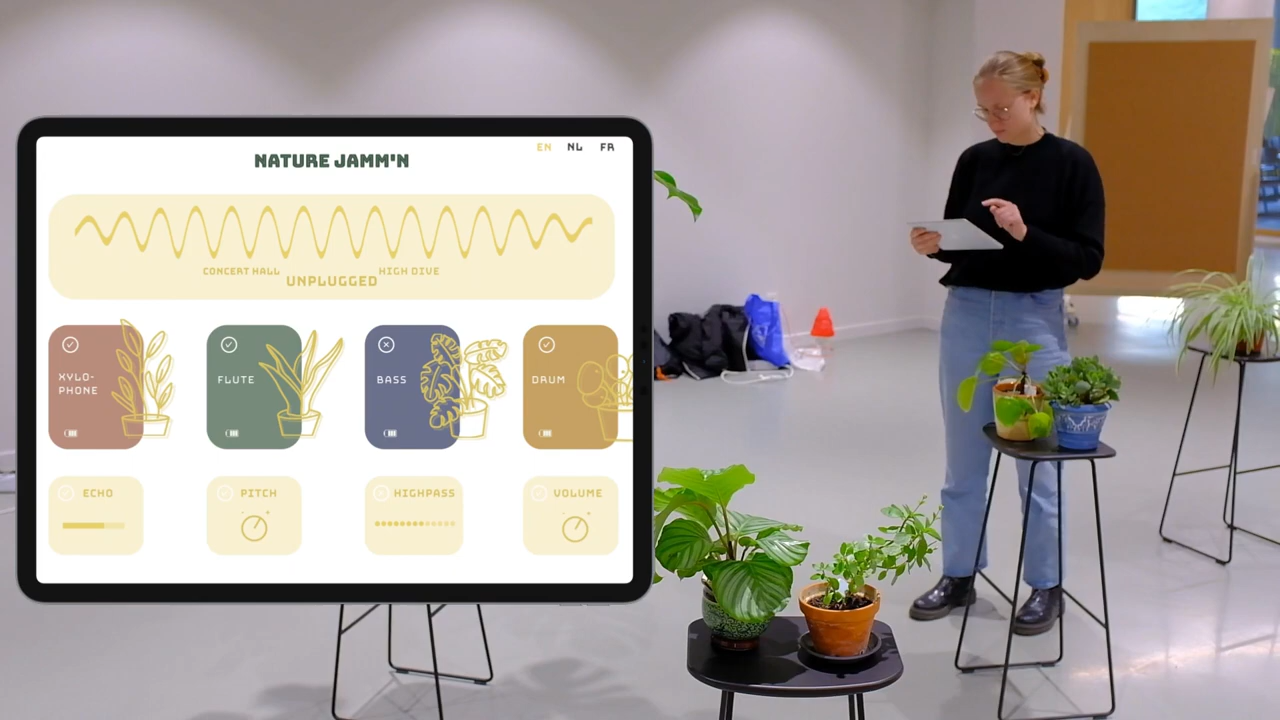 NATURE JAMM'N
EN NL FR
CONCERT HALL UNPLUGGED HIGH DIVE
XYLO-
PHONE
FLUTE
BASS
DRUM
ECHO
PITCH
HIGHPASS
VOLUME